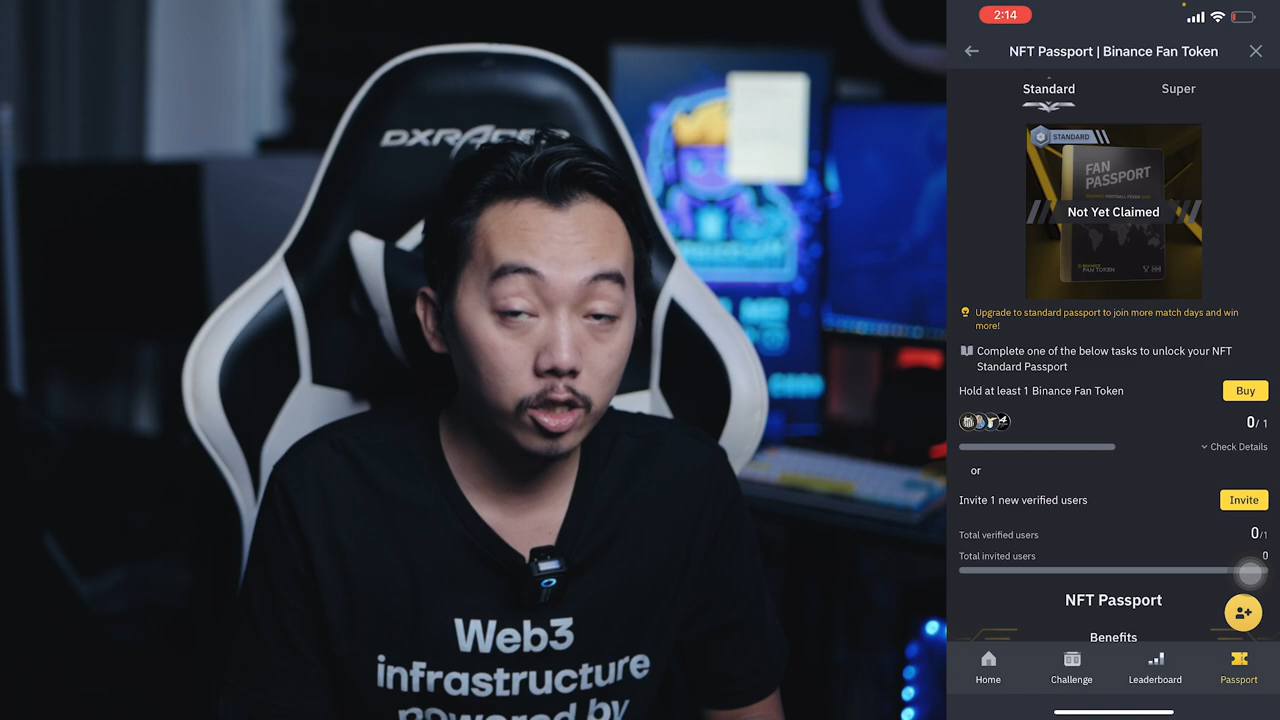 DXRACER
Web3
infrastructure
powered by
2:14
NFT Passport | Binance Fan Token
Standard
Super
STANDARD
FAN
PASSPORT
Not Yet Claimed
BINANCE
FAN TOKEN
Upgrade to standard passport to join more match days and win
more!
Complete one of the below tasks to unlock your NFT
Standard Passport
Hold at least 1 Binance Fan Token
Buy
0/ 1
Check Details
or
Invite 1 new verified users
Invite
Total verified users
0/1
Total invited users
0
NFT Passport
Benefits
Home
Challenge
Leaderboard
Passport